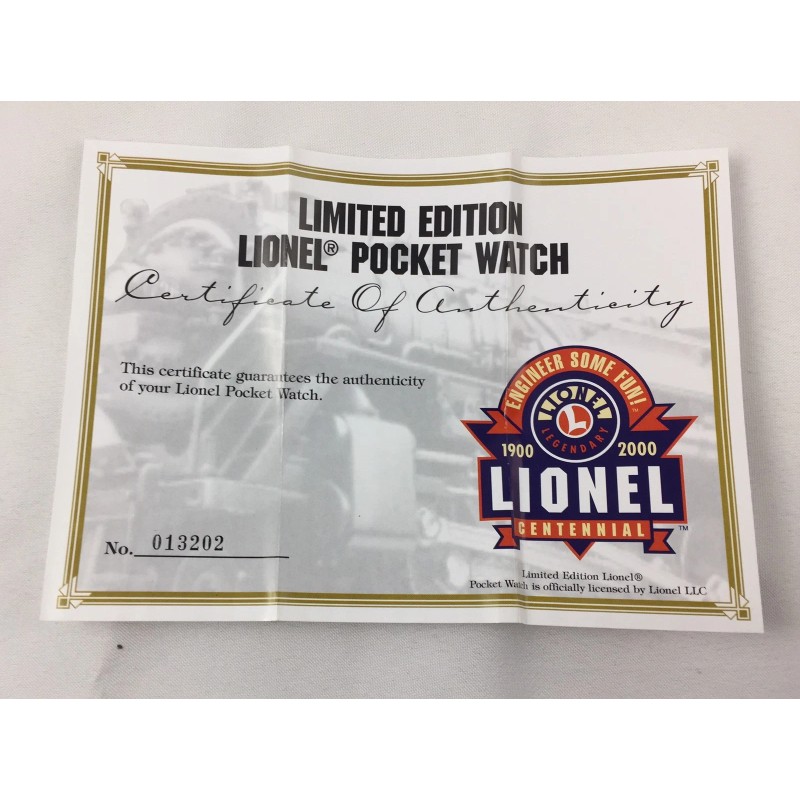 LIMITED EDITION
LIONEL® POCKET WATCH
Certificate Of Authenticity
This certificate guarantees the authenticity
of your Lionel Pocket Watch.
No. 013202
ENGINEER SOME FUN!™
LIONEL
L
LEGENDARY
1900 2000
LIONEL
CENTENNIAL™
Limited Edition Lionel®
Pocket Watch is officially licensed by Lionel LLC